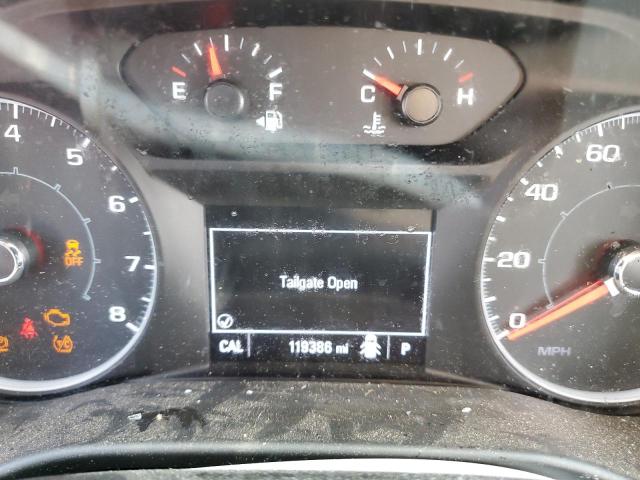 E F C H
4
5
6
7
8
OFF
0
20
40
60
MPH
Tailgate Open
CAL 119386 mi P